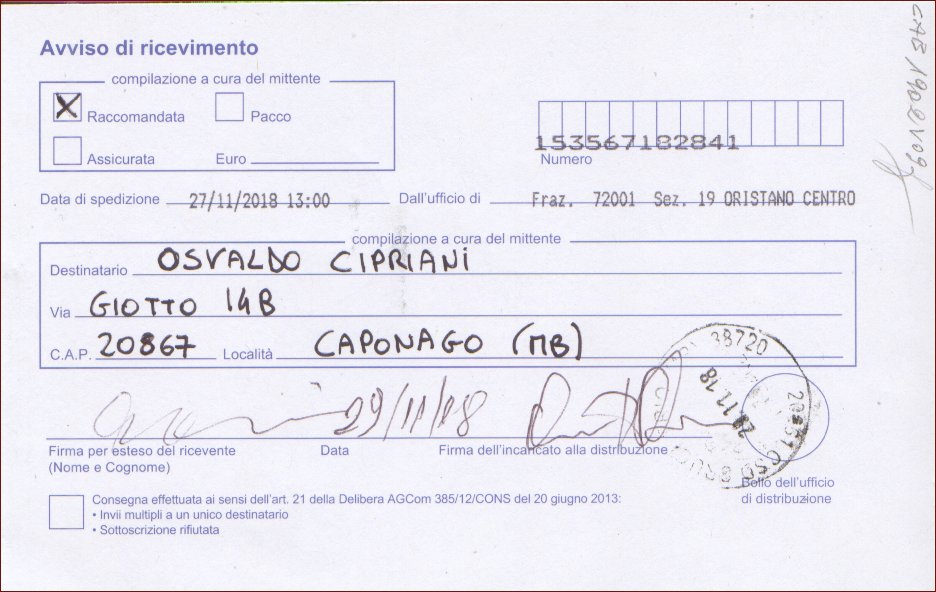 Avviso di ricevimento
compilazione a cura del mittente
X Raccomandata Pacco
Assicurata Euro
153567182841
Numero
Data di spedizione 27/11/2018 13:00 Dall'ufficio di Fraz. 72001 Sez. 19 ORISTANO CENTRO
compilazione a cura del mittente
Destinatario OSVALDO CIPRIANI
Via GIOTTO 14B
C.A.P. 20867 Località CAPONAGO (MB)
29/11/18
Firma per esteso del ricevente
(Nome e Cognome)
Data
Firma dell'incaricato alla distribuzione
38720
Bollo dell'ufficio
di distribuzione
Consegna effettuata ai sensi dell'art. 21 della Delibera AGCom 385/12/CONS del 20 giugno 2013:
• Invii multipli a un unico destinatario
• Sottoscrizione rifiutata